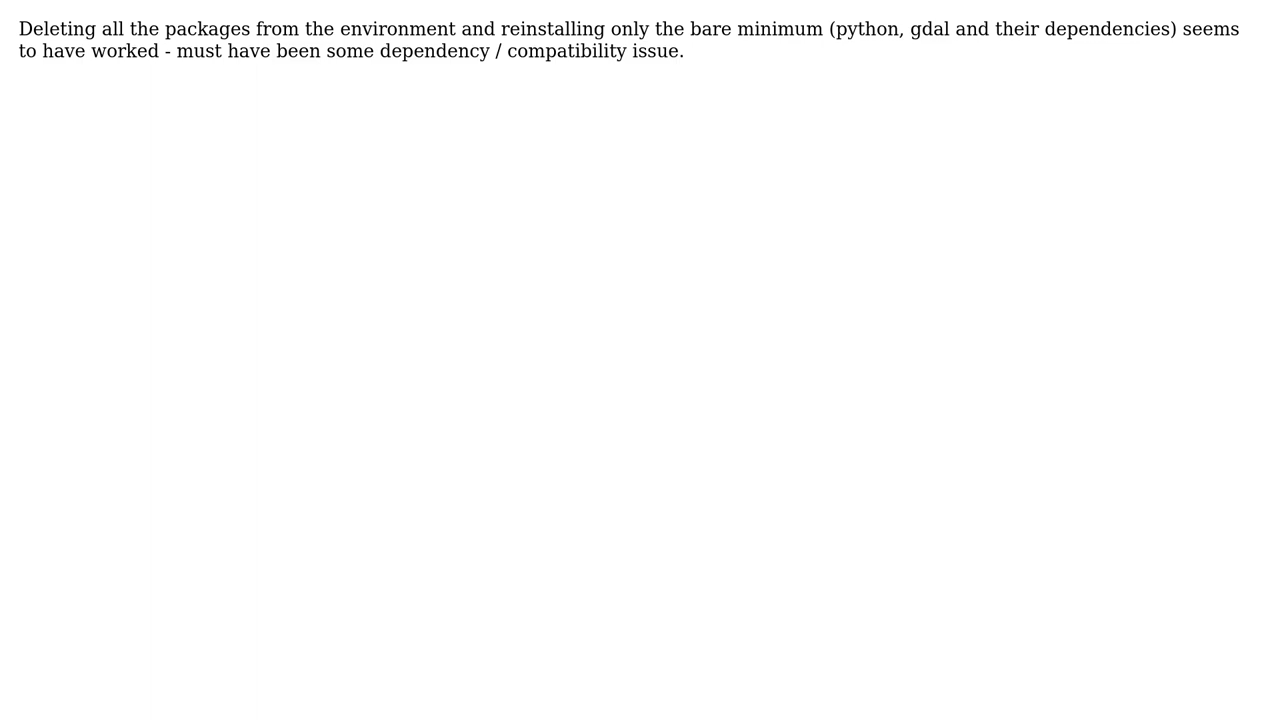 Deleting all the packages from the environment and reinstalling only the bare minimum (python, gdal and their dependencies) seems
to have worked - must have been some dependency / compatibility issue.